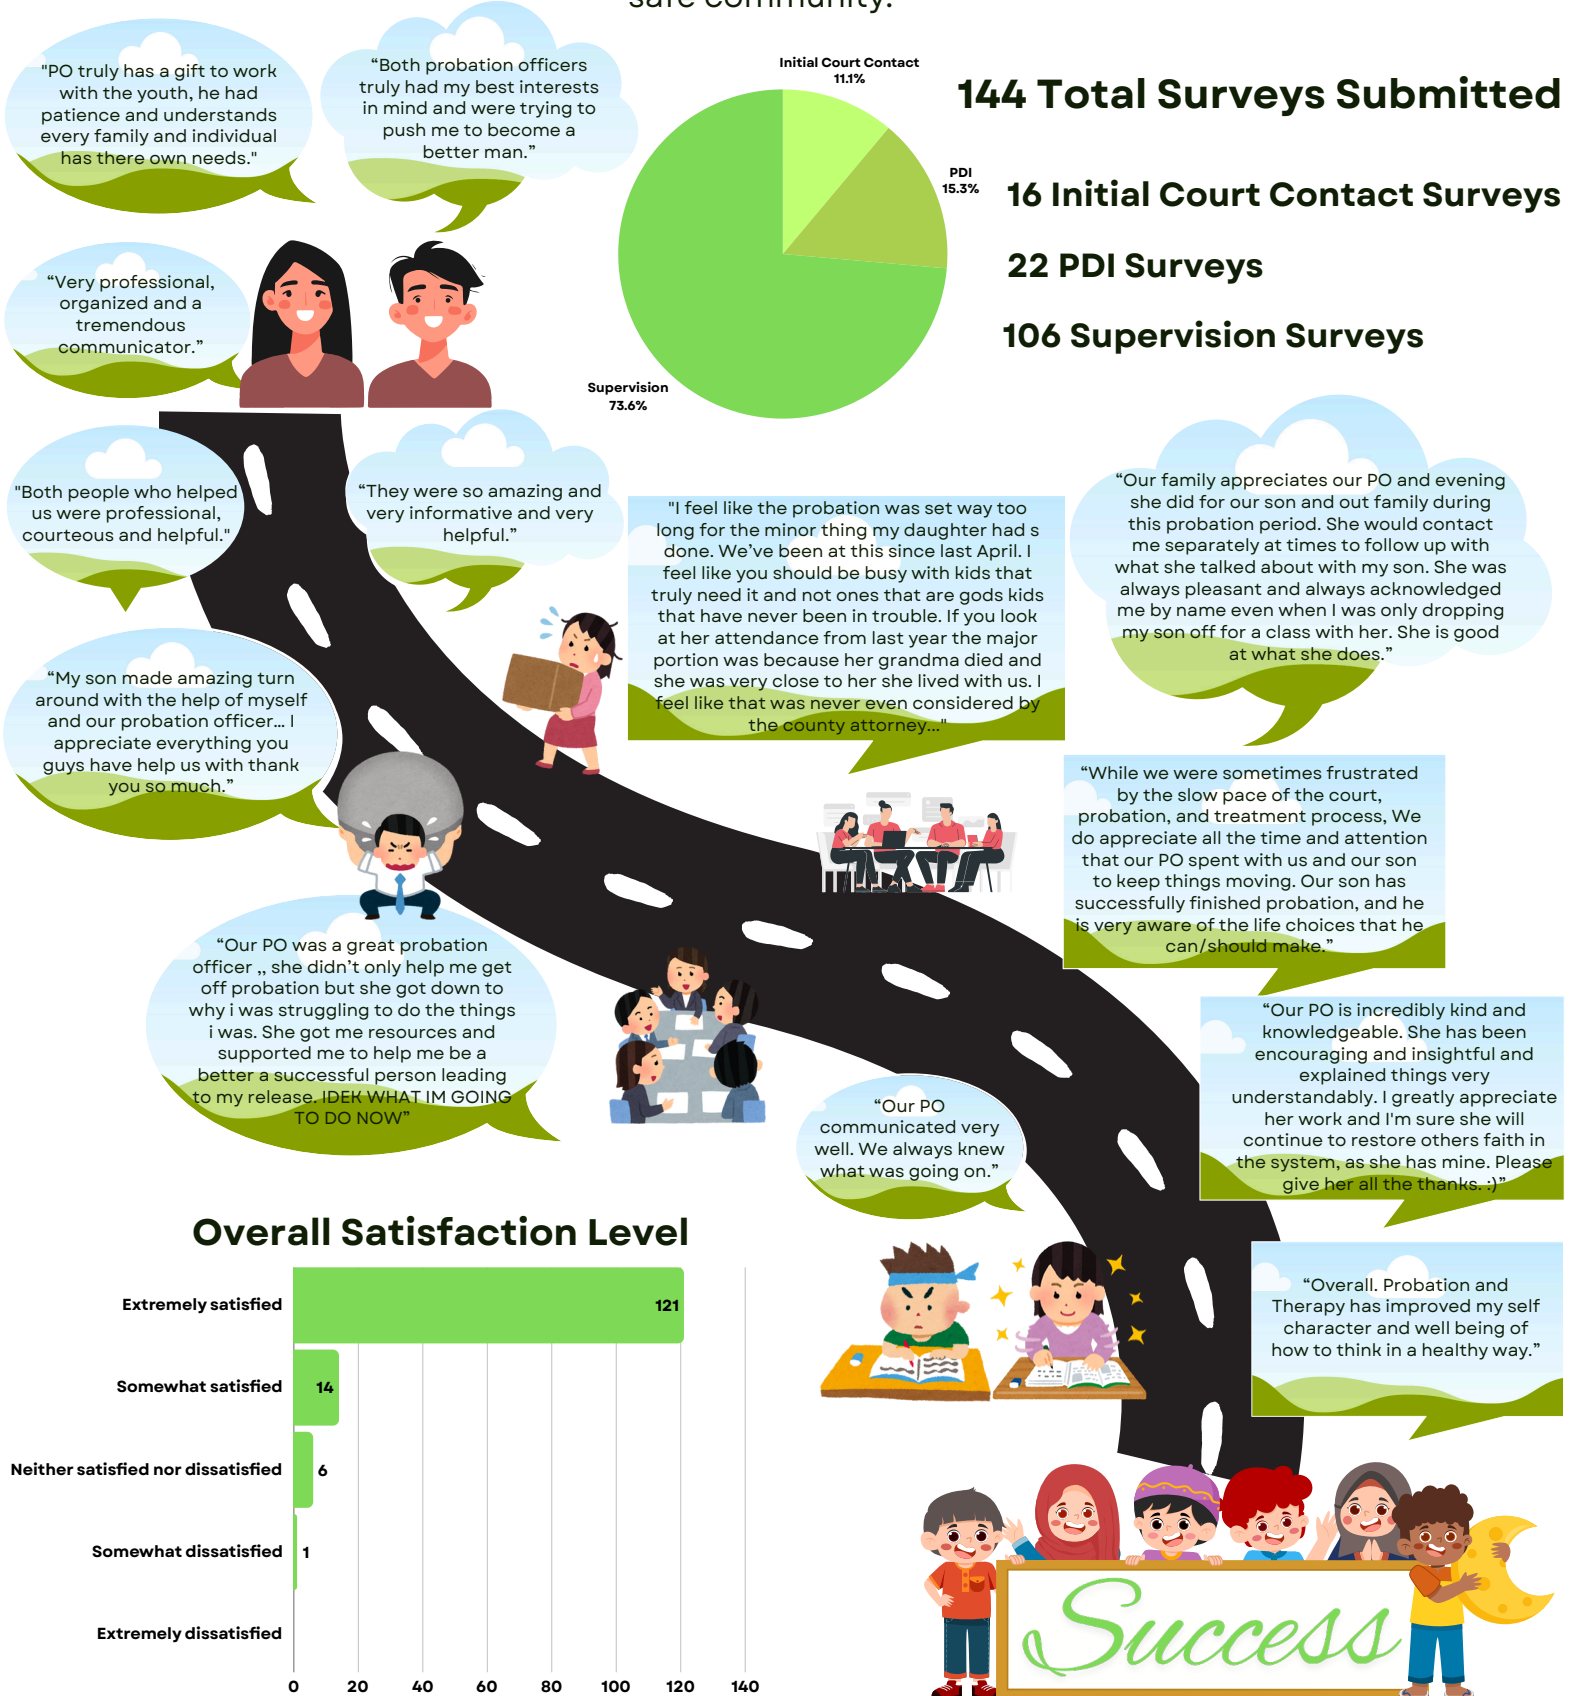 safe community.
"PO truly has a gift to work
with the youth, he had
patience and understands
every family and individual
has there own needs."
“Both probation officers
truly had my best interests
in mind and were trying to
push me to become a
better man.”
Initial Court Contact
11.1%
PDI
15.3%
Supervision
73.6%
144 Total Surveys Submitted
16 Initial Court Contact Surveys
22 PDI Surveys
106 Supervision Surveys
“Very professional,
organized and a
tremendous
communicator.”
"Both people who helped
us were professional,
courteous and helpful."
“They were so amazing and
very informative and very
helpful.”
"I feel like the probation was set way too
long for the minor thing my daughter had s
done. We’ve been at this since last April. I
feel like you should be busy with kids that
truly need it and not ones that are gods kids
that have never been in trouble. If you look
at her attendance from last year the major
portion was because her grandma died and
she was very close to her she lived with us. I
feel like that was never even considered by
the county attorney..."
“Our family appreciates our PO and evening
she did for our son and out family during
this probation period. She would contact
me separately at times to follow up with
what she talked about with my son. She was
always pleasant and always acknowledged
me by name even when I was only dropping
my son off for a class with her. She is good
at what she does.”
“My son made amazing turn
around with the help of myself
and our probation officer... I
appreciate everything you
guys have help us with thank
you so much.”
“While we were sometimes frustrated
by the slow pace of the court,
probation, and treatment process, We
do appreciate all the time and attention
that our PO spent with us and our son
to keep things moving. Our son has
successfully finished probation, and he
is very aware of the life choices that he
can/should make.”
“Our PO was a great probation
officer ,, she didn’t only help me get
off probation but she got down to
why i was struggling to do the things
i was. She got me resources and
supported me to help me be a
better a successful person leading
to my release. IDEK WHAT IM GOING
TO DO NOW”
“Our PO is incredibly kind and
knowledgeable. She has been
encouraging and insightful and
explained things very
understandably. I greatly appreciate
her work and I'm sure she will
continue to restore others faith in
the system, as she has mine. Please
give her all the thanks. :)”
“Our PO
communicated very
well. We always knew
what was going on.”
“Overall. Probation and
Therapy has improved my self
character and well being of
how to think in a healthy way.”
Overall Satisfaction Level
Extremely satisfied
121
Somewhat satisfied
14
Neither satisfied nor dissatisfied
6
Somewhat dissatisfied
1
Extremely dissatisfied
0 20 40 60 80 100 120 140
Success